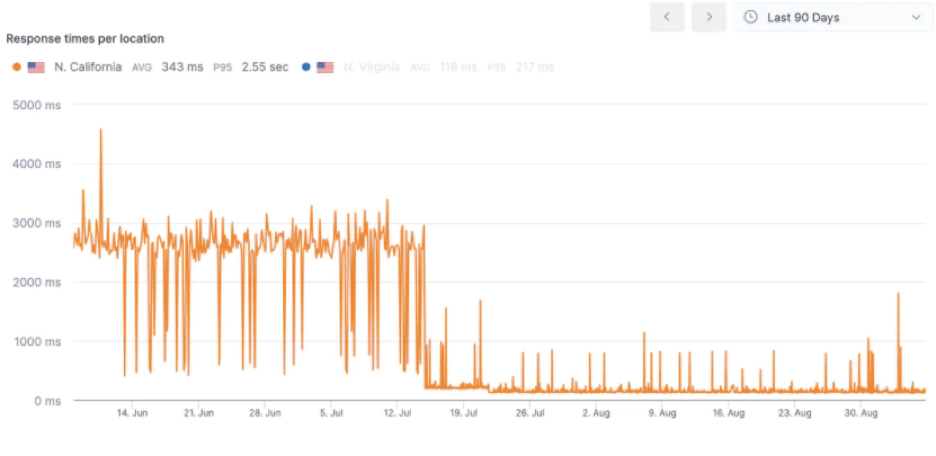 Last 90 Days
Response times per location
N. California AVG 343 ms P95 2.55 sec N. Virginia AVG 118 ms P95 217 ms
5000 ms
4000 ms
3000 ms
2000 ms
1000 ms
0 ms
14. Jun 21. Jun 28. Jun 5. Jul 12. Jul 19. Jul 26. Jul 2. Aug 9. Aug 16. Aug 23. Aug 30. Aug